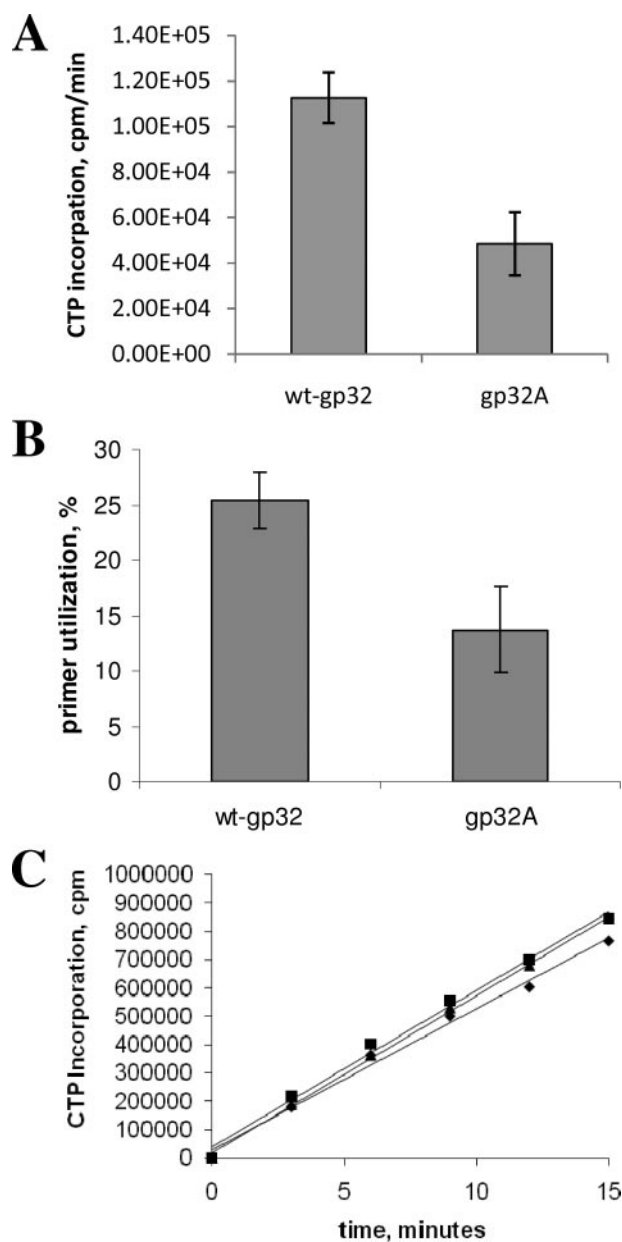 A
CTP incorpation, cpm/min
1.40E+05
1.20E+05
1.00E+05
8.00E+04
6.00E+04
4.00E+04
2.00E+04
0.00E+00
wt-gp32 gp32A
B
primer utilization, %
30
25
20
15
10
5
0
wt-gp32 gp32A
C
CTP Incorporation, cpm
1000000
900000
800000
700000
600000
500000
400000
300000
200000
100000
0
0 5 10 15
time, minutes